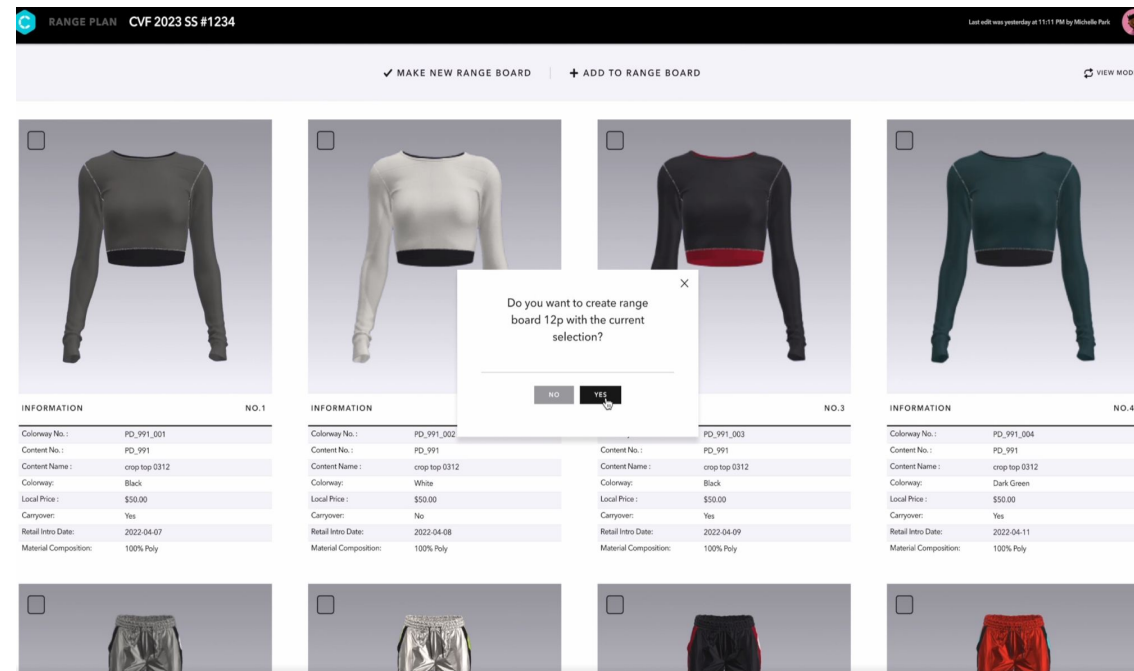 RANGE PLAN CVF 2023 SS #1234
Last edit was yesterday at 11:11 PM by Michelle Park
MAKE NEW RANGE BOARD
ADD TO RANGE BOARD
VIEW MOD
Do you want to create range
board 12p with the current
selection?
NO YES
INFORMATION NO.1
Colorway No. : PD_991_001
Content No. : PD_991
Content Name : crop top 0312
Colorway: Black
Local Price : $50.00
Carryover: Yes
Retail Intro Date: 2022-04-07
Material Composition: 100% Poly
INFORMATION
Colorway No. : PD_991_002
Content No. : PD_991
Content Name : crop top 0312
Colorway: White
Local Price : $50.00
Carryover: No
Retail Intro Date: 2022-04-08
Material Composition: 100% Poly
NO.3
PD_991_003
Content No. : PD_991
Content Name : crop top 0312
Colorway: Black
Local Price : $50.00
Carryover: Yes
Retail Intro Date: 2022-04-09
Material Composition: 100% Poly
INFORMATION NO.4
Colorway No. : PD_991_004
Content No. : PD_991
Content Name : crop top 0312
Colorway: Dark Green
Local Price : $50.00
Carryover: Yes
Retail Intro Date: 2022-04-11
Material Composition: 100% Poly